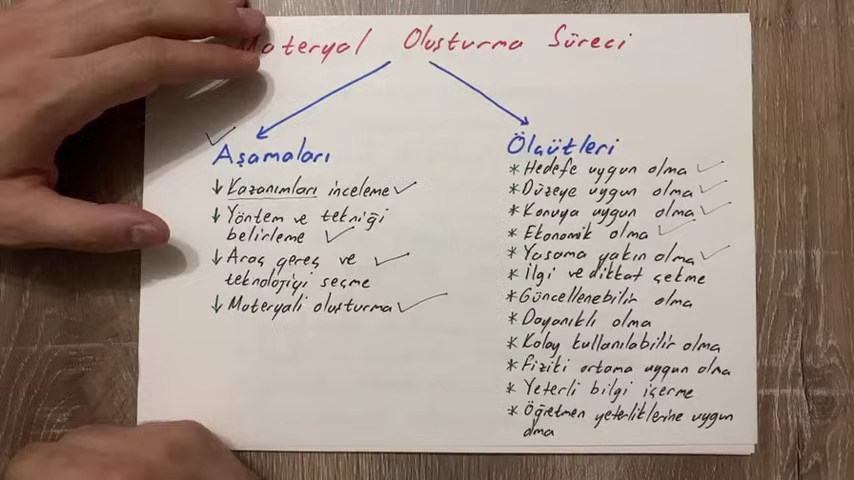 Materyal Oluşturma Süreci
Aşamaları
↓ Kazanımları inceleme ✓
↓ Yöntem ve tekniği
belirleme ✓
↓ Araç gereç ve ✓
teknolojiyi seçme
↓ Materyali oluşturma ✓
Ölçütleri
* Hedefe uygun olma ✓
* Düzeye uygun olma ✓
* Konuya uygun olma ✓
* Ekonomik olma ✓
* Yaşama yakın olma ✓
* İlgi ve dikkat çekme
* Güncellenebilir olma
* Dayanıklı olma
* Kolay kullanılabilir olma
* Fiziki ortama uygun olma
* Yeterli bilgi içerme
* Öğretmen yeterliklerine uygun
olma